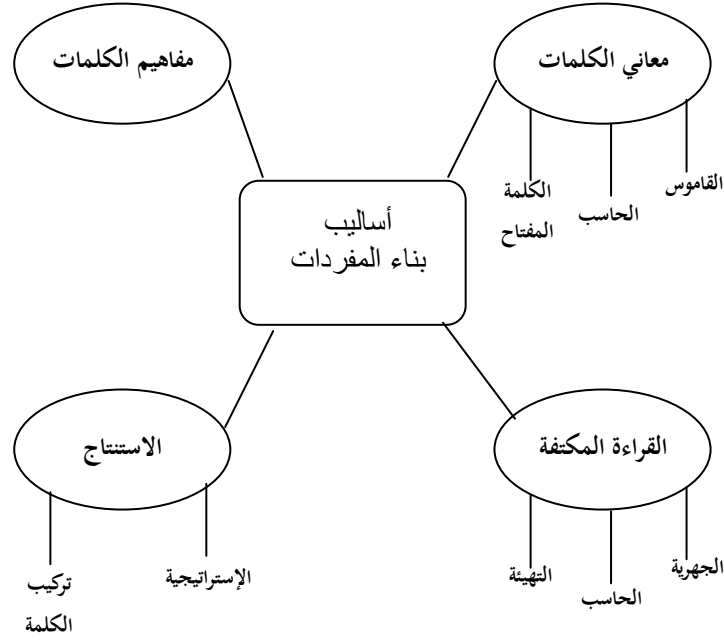 معاني الكلمات
مفاهيم الكلمات
القاموس
الحاسب
الكلمة
المفتاح
أساليب
بناء المفردات
القراءة المكتفة
الاستنتاج
الجهرية
الحاسب
التهيئة
الإستراتيجية
تركيب
الكلمة